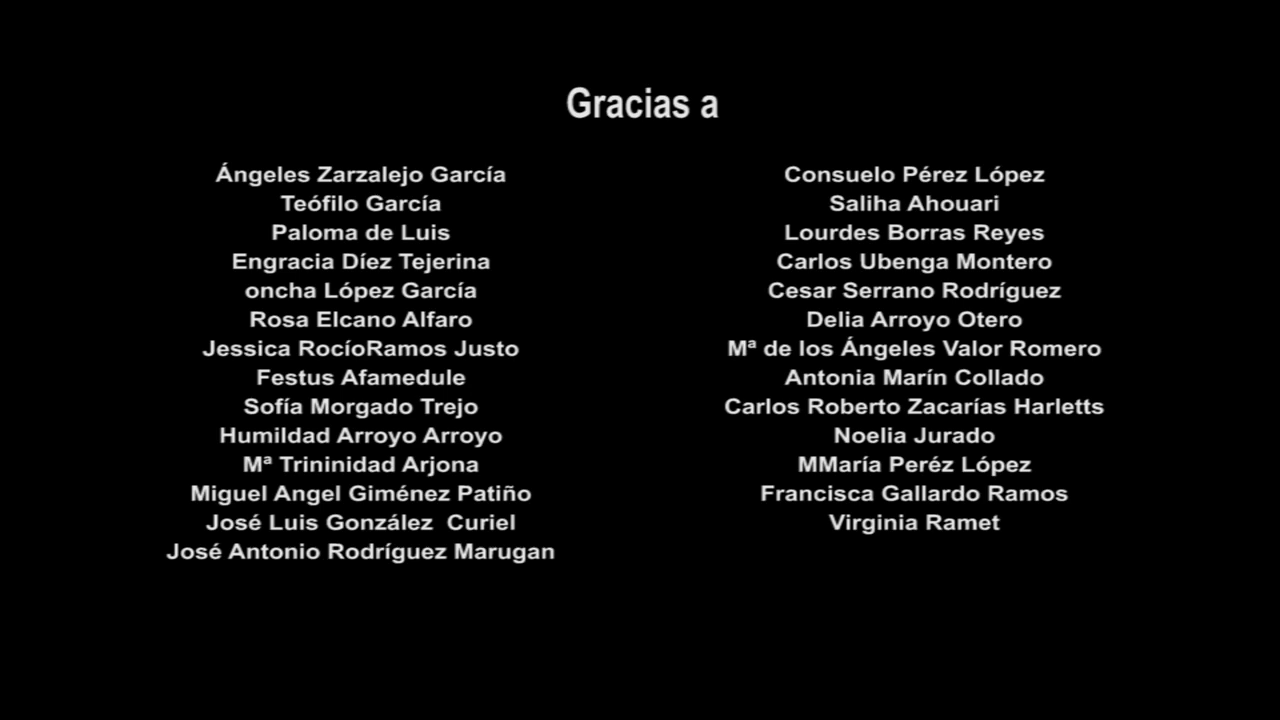 Gracias a
Ángeles Zarzalejo García
Teófilo García
Paloma de Luis
Engracia Díez Tejerina
oncha López García
Rosa Elcano Alfaro
Jessica RocíoRamos Justo
Festus Afamedule
Sofía Morgado Trejo
Humildad Arroyo Arroyo
Mª Trininidad Arjona
Miguel Angel Giménez Patiño
José Luis González  Curiel
José Antonio Rodríguez Marugan
Consuelo Pérez López
Saliha Ahouari
Lourdes Borras Reyes
Carlos Ubenga Montero
Cesar Serrano Rodríguez
Delia Arroyo Otero
Mª de los Ángeles Valor Romero
Antonia Marín Collado
Carlos Roberto Zacarías Harletts
Noelia Jurado
MMaría Peréz López
Francisca Gallardo Ramos
Virginia Ramet